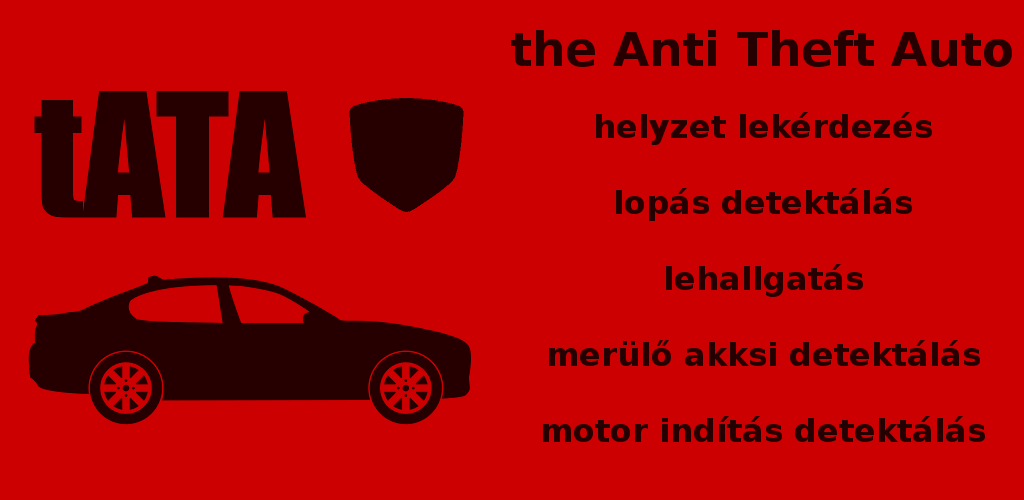 tATA
the Anti Theft Auto
helyzet lekérdezés
lopás detektálás
lehallgatás
merülő akksi detektálás
motor indítás detektálás